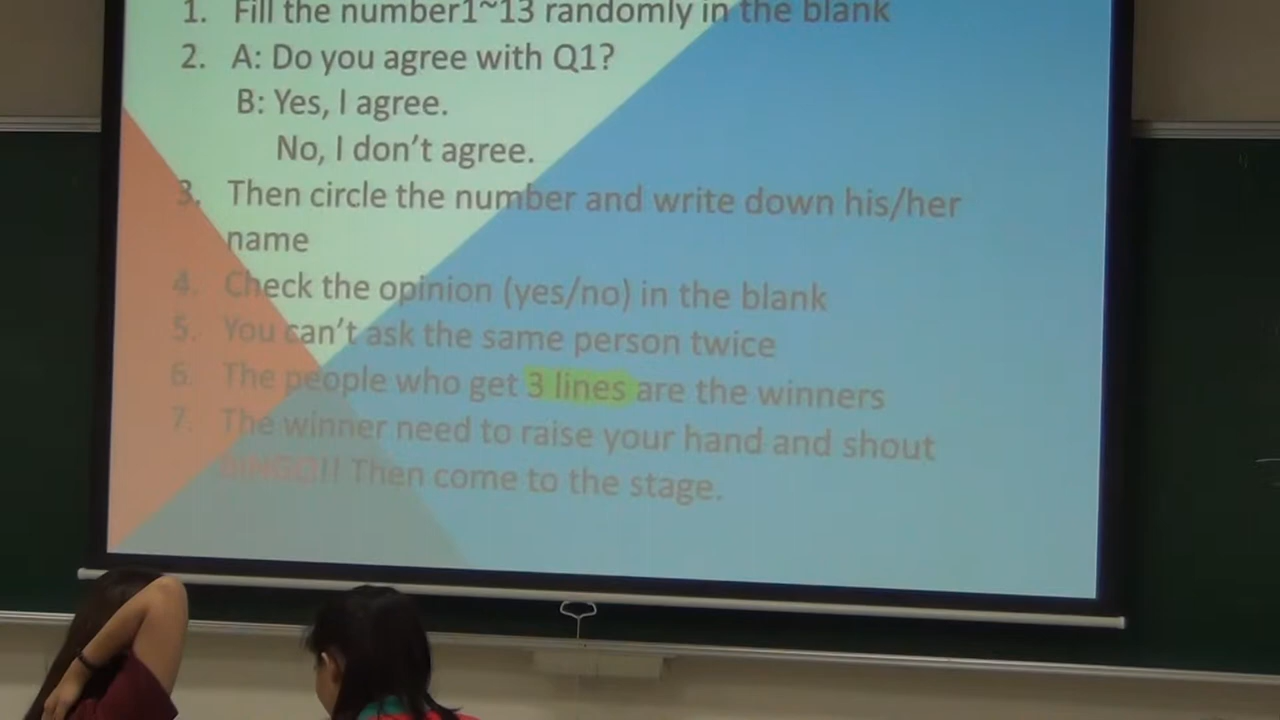 1. Fill the number1~13 randomly in the blank
2. A: Do you agree with Q1?
B: Yes, I agree.
No, I don't agree.
3. Then circle the number and write down his/her
name
4. Check the opinion (yes/no) in the blank
5. You can't ask the same person twice
6. The people who get 3 lines are the winners
7. The winner need to raise your hand and shout
BINGO!! Then come to the stage.